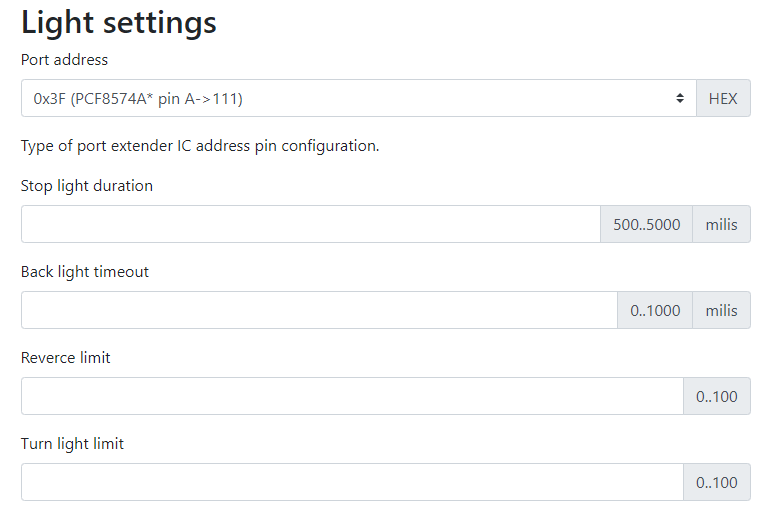 Light settings
Port address
0x3F (PCF8574A* pin A->111) HEX
Type of port extender IC address pin configuration.
Stop light duration
500..5000 milis
Back light timeout
0..1000 milis
Reverce limit
0..100
Turn light limit
0..100